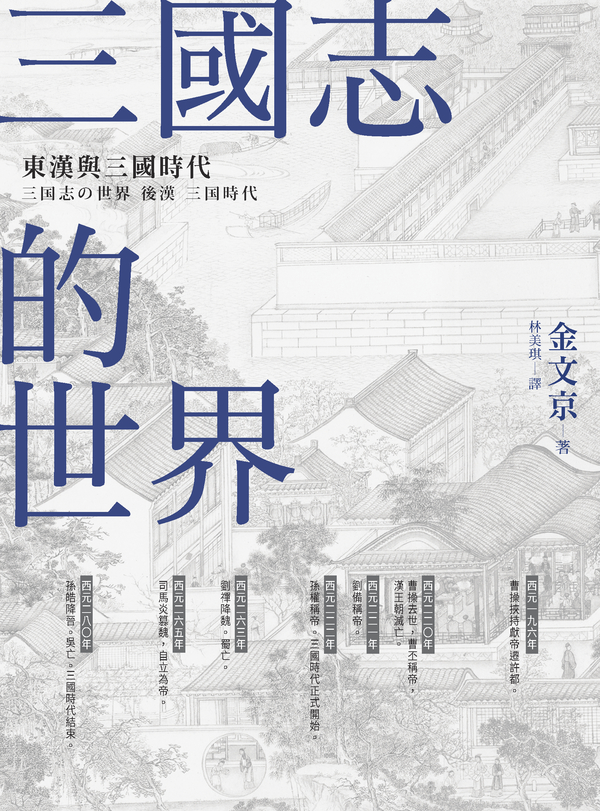 三國志
東漢與三國時代
三国志の世界 後漢 三国時代
的
世界
金文京—著
林美琪—譯
西元一九六年
曹操挾持獻帝遷許都。
西元二二〇年
曹操去世，曹丕稱帝，
漢王朝滅亡。
西元二二一年
劉備稱帝。
西元二二二年
孫權稱帝。三國時代正式開始。
西元二六三年
劉禪降魏。蜀亡。
西元二六五年
司馬炎篡魏，自立為帝。
西元二八〇年
孫皓降晉。吳亡。三國時代結束。